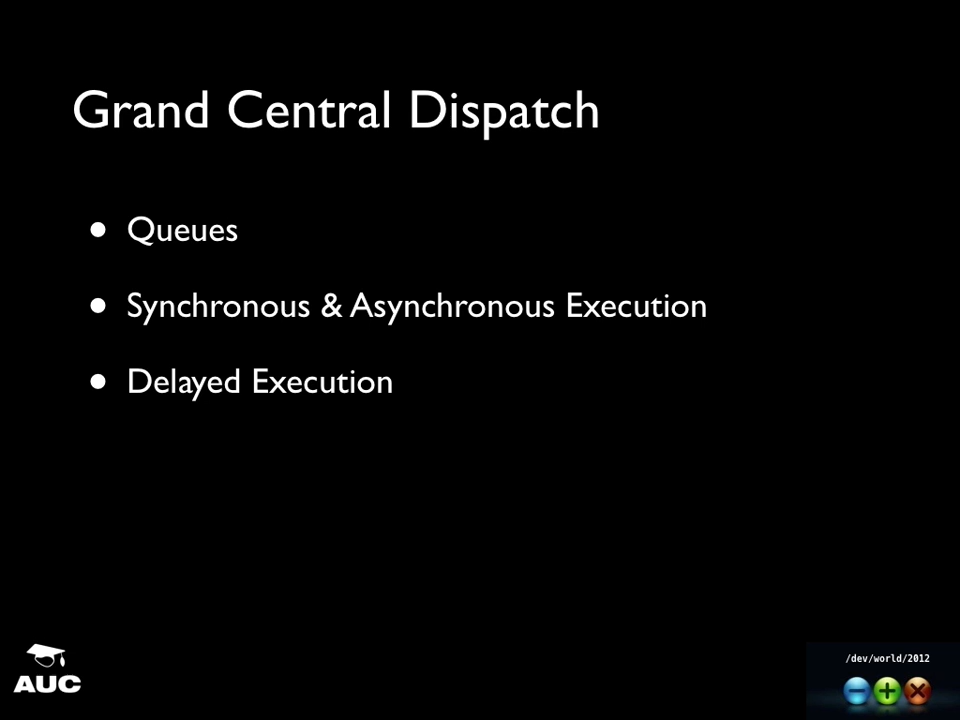 Grand Central Dispatch
• Queues
• Synchronous & Asynchronous Execution
• Delayed Execution
AUC
/dev/world/2012